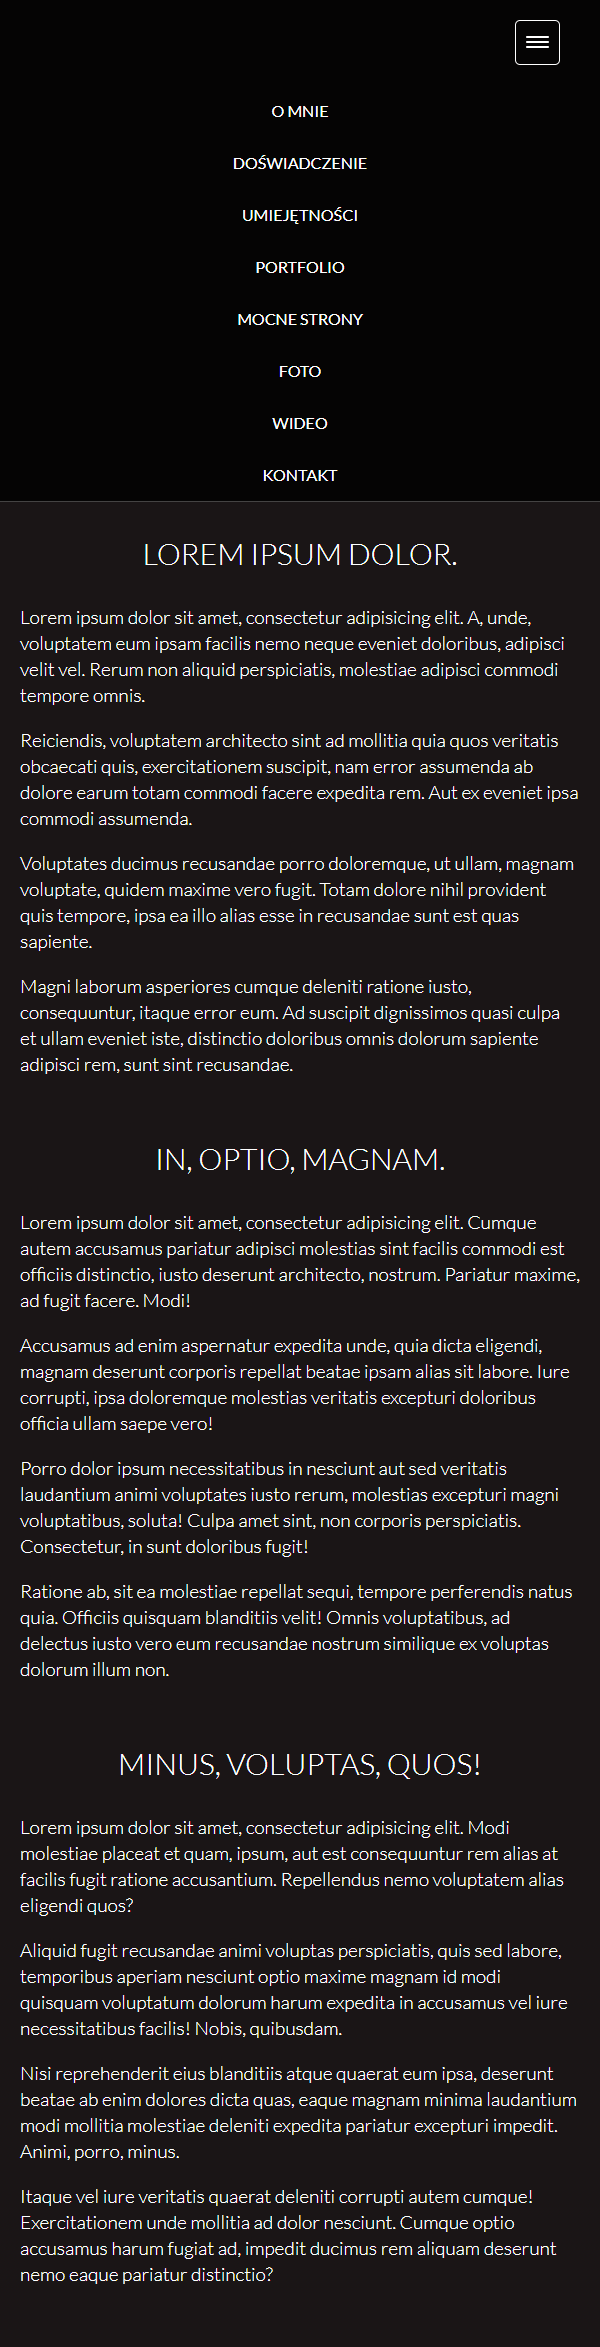 O MNIE
DOŚWIADCZENIE
UMIEJĘTNOŚCI
PORTFOLIO
MOCNE STRONY
FOTO
WIDEO
KONTAKT
LOREM IPSUM DOLOR.
Lorem ipsum dolor sit amet, consectetur adipisicing elit. A, unde,
voluptatem eum ipsam facilis nemo neque eveniet doloribus, adipisci
velit vel. Rerum non aliquid perspiciatis, molestiae adipisci commodi
tempore omnis.
Reiciendis, voluptatem architecto sint ad mollitia quia quos veritatis
obcaecati quis, exercitationem suscipit, nam error assumenda ab
dolore earum totam commodi facere expedita rem. Aut ex eveniet ipsa
commodi assumenda.
Voluptates ducimus recusandae porro doloremque, ut ullam, magnam
voluptate, quidem maxime vero fugit. Totam dolore nihil provident
quis tempore, ipsa ea illo alias esse in recusandae sunt est quas
sapiente.
Magni laborum asperiores cumque deleniti ratione iusto,
consequuntur, itaque error eum. Ad suscipit dignissimos quasi culpa
et ullam eveniet iste, distinctio doloribus omnis dolorum sapiente
adipisci rem, sunt sint recusandae.
IN, OPTIO, MAGNAM.
Lorem ipsum dolor sit amet, consectetur adipisicing elit. Cumque
autem accusamus pariatur adipisci molestias sint facilis commodi est
officiis distinctio, iusto deserunt architecto, nostrum. Pariatur maxime,
ad fugit facere. Modi!
Accusamus ad enim aspernatur expedita unde, quia dicta eligendi,
magnam deserunt corporis repellat beatae ipsam alias sit labore. Iure
corrupti, ipsa doloremque molestias veritatis excepturi doloribus
officia ullam saepe vero!
Porro dolor ipsum necessitatibus in nesciunt aut sed veritatis
laudantium animi voluptates iusto rerum, molestias excepturi magni
voluptatibus, soluta! Culpa amet sint, non corporis perspiciatis.
Consectetur, in sunt doloribus fugit!
Ratione ab, sit ea molestiae repellat sequi, tempore perferendis natus
quia. Officiis quisquam blanditiis velit! Omnis voluptatibus, ad
delectus iusto vero eum recusandae nostrum similique ex voluptas
dolorum illum non.
MINUS, VOLUPTAS, QUOS!
Lorem ipsum dolor sit amet, consectetur adipisicing elit. Modi
molestiae placeat et quam, ipsum, aut est consequuntur rem alias at
facilis fugit ratione accusantium. Repellendus nemo voluptatem alias
eligendi quos?
Aliquid fugit recusandae animi voluptas perspiciatis, quis sed labore,
temporibus aperiam nesciunt optio maxime magnam id modi
quisquam voluptatum dolorum harum expedita in accusamus vel iure
necessitatibus facilis! Nobis, quibusdam.
Nisi reprehenderit eius blanditiis atque quaerat eum ipsa, deserunt
beatae ab enim dolores dicta quas, eaque magnam minima laudantium
modi mollitia molestiae deleniti expedita pariatur excepturi impedit.
Animi, porro, minus.
Itaque vel iure veritatis quaerat deleniti corrupti autem cumque!
Exercitationem unde mollitia ad dolor nesciunt. Cumque optio
accusamus harum fugiat ad, impedit ducimus rem aliquam deserunt
nemo eaque pariatur distinctio?